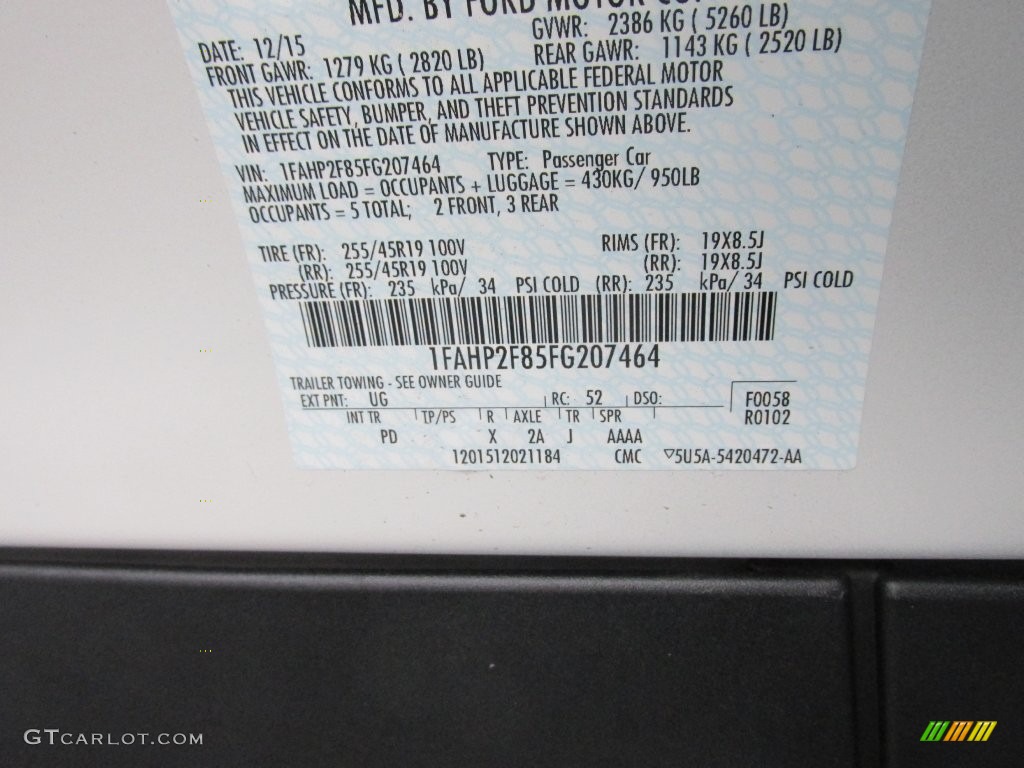 MFD. BY FORD MOTOR CO.
DATE: 12/15 GVWR: 2386 KG ( 5260 LB)
FRONT GAWR: 1279 KG ( 2820 LB) REAR GAWR: 1143 KG ( 2520 LB)
THIS VEHICLE CONFORMS TO ALL APPLICABLE FEDERAL MOTOR
VEHICLE SAFETY, BUMPER, AND THEFT PREVENTION STANDARDS
IN EFFECT ON THE DATE OF MANUFACTURE SHOWN ABOVE.
VIN: 1FAHP2F85FG207464 TYPE: Passenger Car
MAXIMUM LOAD = OCCUPANTS + LUGGAGE = 430KG/ 950LB
OCCUPANTS = 5 TOTAL; 2 FRONT, 3 REAR
TIRE (FR): 255/45R19 100V RIMS (FR): 19X8.5J
(RR): 255/45R19 100V (RR): 19X8.5J
PRESSURE (FR): 235 kPa/ 34 PSI COLD (RR): 235 kPa/ 34 PSI COLD
1FAHP2F85FG207464
TRAILER TOWING - SEE OWNER GUIDE
EXT PNT: UG RC: 52 DSO: F0058
INT TR TP/PS R AXLE TR SPR R0102
PD X 2A J AAAA
1201512021184 CMC ▽5U5A-5420472-AA
GTCARLOT.COM